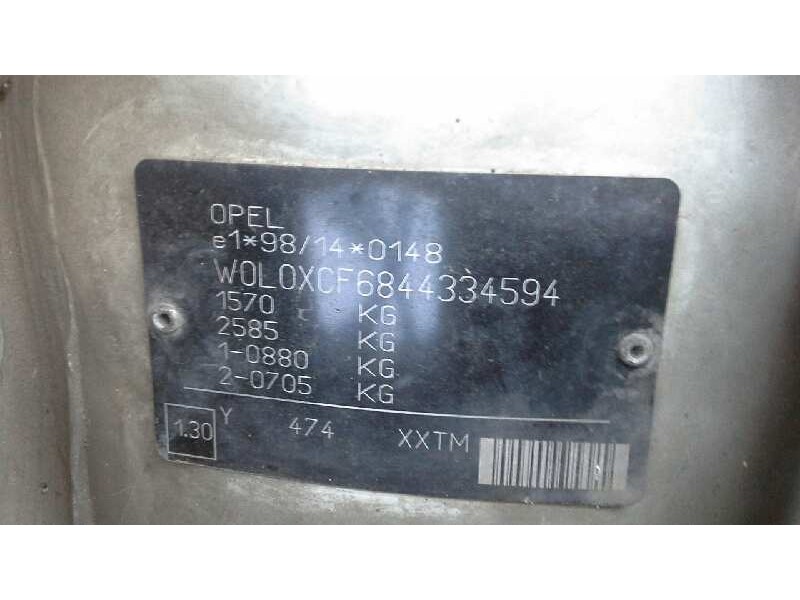 OPEL
e1*98/14*0148
W0L0XCF6844334594
1570 KG
2585 KG
1-0880 KG
2-0705 KG
1.30 Y 474 XXTM